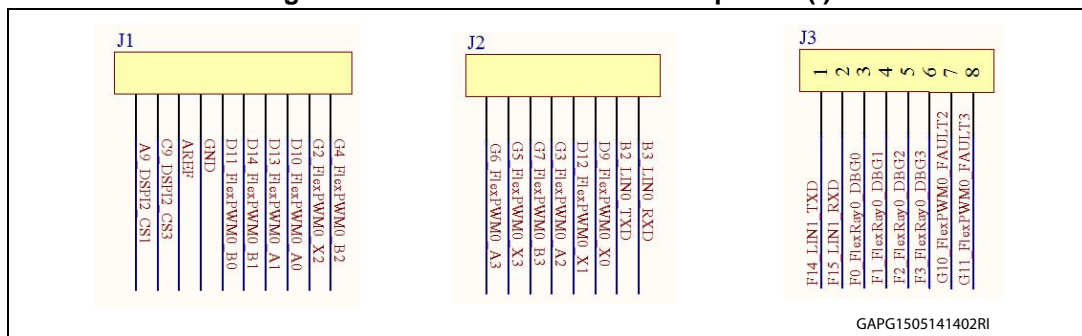 J1
A9 DSPI2 CS1
C9 DSPI2 CS3
AREF
GND
D11 FlexPWM0 B0
D14 FlexPWM0 B1
D13 FlexPWM0 A1
D10 FlexPWM0 A0
G2 FlexPWM0 X2
G4 FlexPWM0 B2
J2
G6 FlexPWM0 A3
G5 FlexPWM0 X3
G7 FlexPWM0 B3
G3 FlexPWM0 A2
D12 FlexPWM0 X1
D9 FlexPWM0 X0
B2 LIN0 TXD
B3 LIN0 RXD
J3
1 2 3 4 5 6 7 8
F14 LIN1 TXD
F15 LIN1 RXD
F0 FlexRay0 DBG0
F1 FlexRay0 DBG1
F2 FlexRay0 DBG2
F3 FlexRay0 DBG3
G10 FlexPWM0 FAULT2
G11 FlexPWM0 FAULT3
GAPG1505141402RI